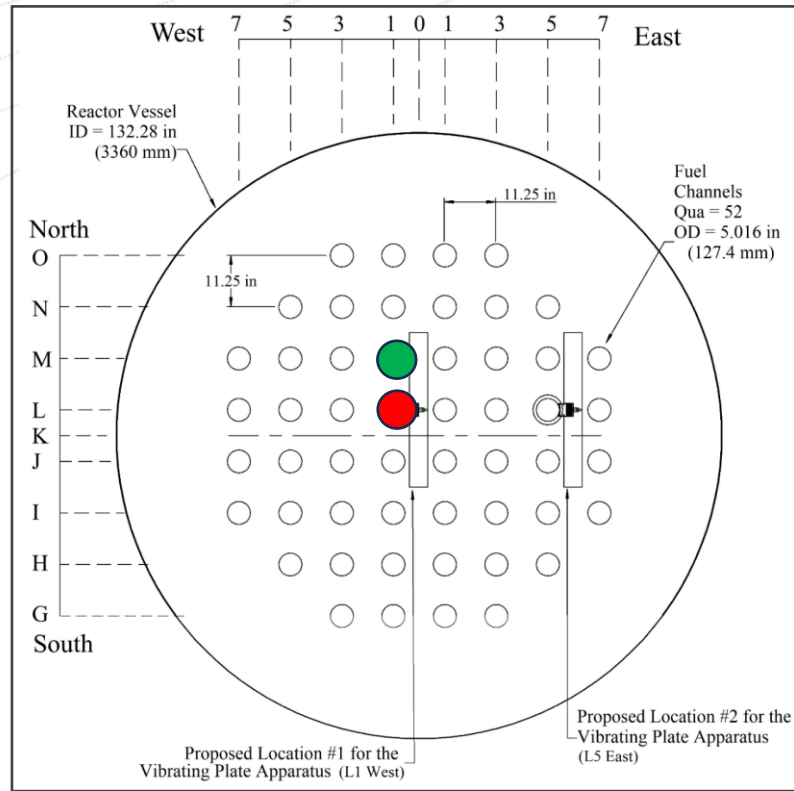 West 7 5 3 1 0 1 3 5 7 East
Reactor Vessel
ID = 132.28 in
(3360 mm)
Fuel
Channels
Qua = 52
OD = 5.016 in
(127.4 mm)
11.25 in
11.25 in
North
O
N
M
L
K
J
I
H
G
South
Proposed Location #1 for the
Vibrating Plate Apparatus (L1 West)
Proposed Location #2 for the
Vibrating Plate Apparatus
(L5 East)